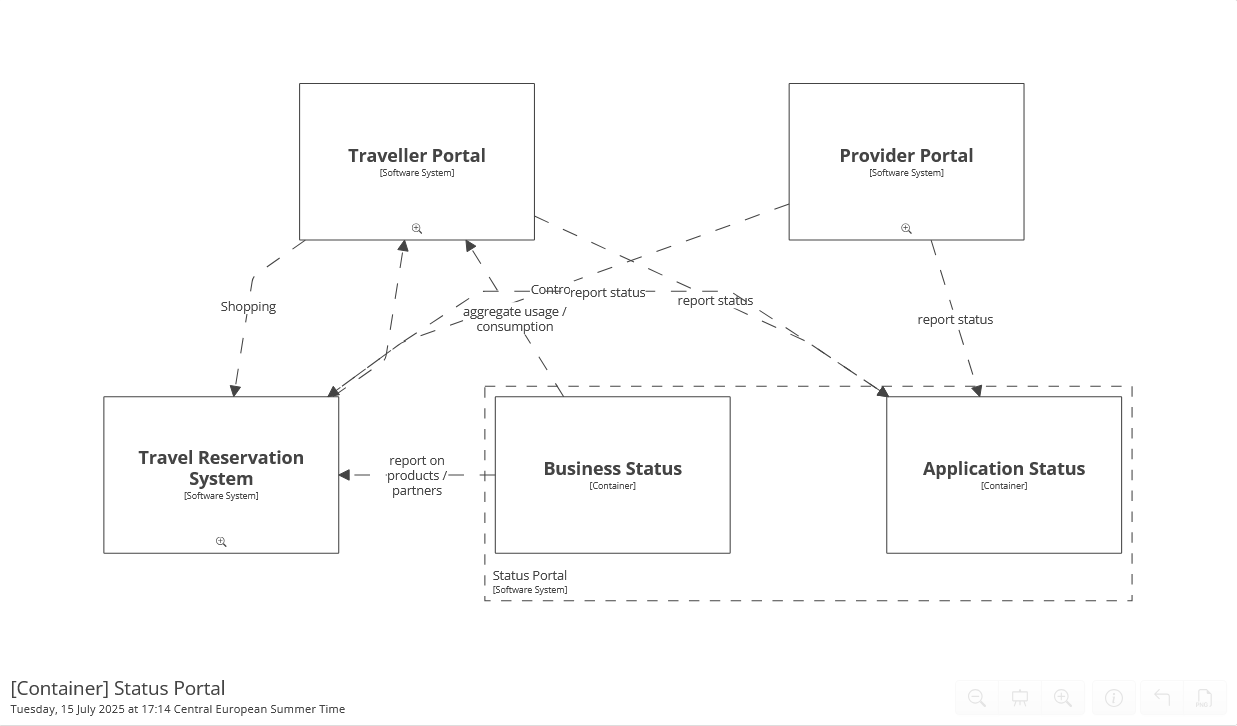 Traveller Portal
[Software System]
Provider Portal
[Software System]
Shopping
Contro
report status
report status
aggregate usage /
consumption
report status
Travel Reservation
System
[Software System]
report on
products /
partners
Business Status
[Container]
Application Status
[Container]
Status Portal
[Software System]
[Container] Status Portal
Tuesday, 15 July 2025 at 17:14 Central European Summer Time